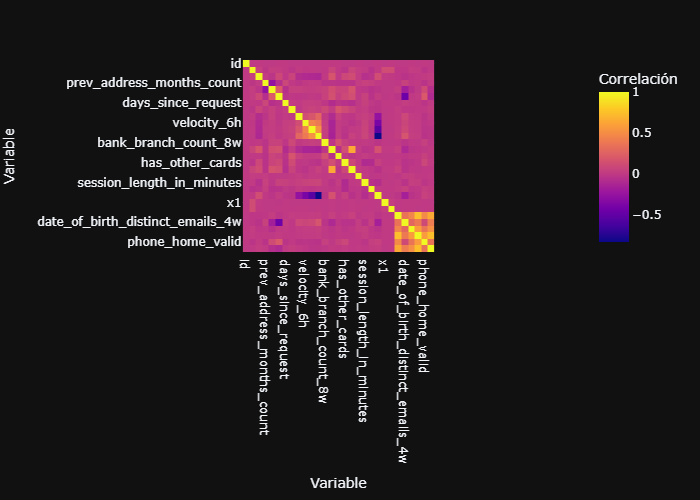 Correlación
id
prev_address_months_count
days_since_request
velocity_6h
bank_branch_count_8w
has_other_cards
session_length_in_minutes
x1
date_of_birth_distinct_emails_4w
phone_home_valid
Variable
1
0.5
0
−0.5
id
prev_address_months_count
days_since_request
velocity_6h
bank_branch_count_8w
has_other_cards
session_length_in_minutes
x1
date_of_birth_distinct_emails_4w
phone_home_valid
Variable